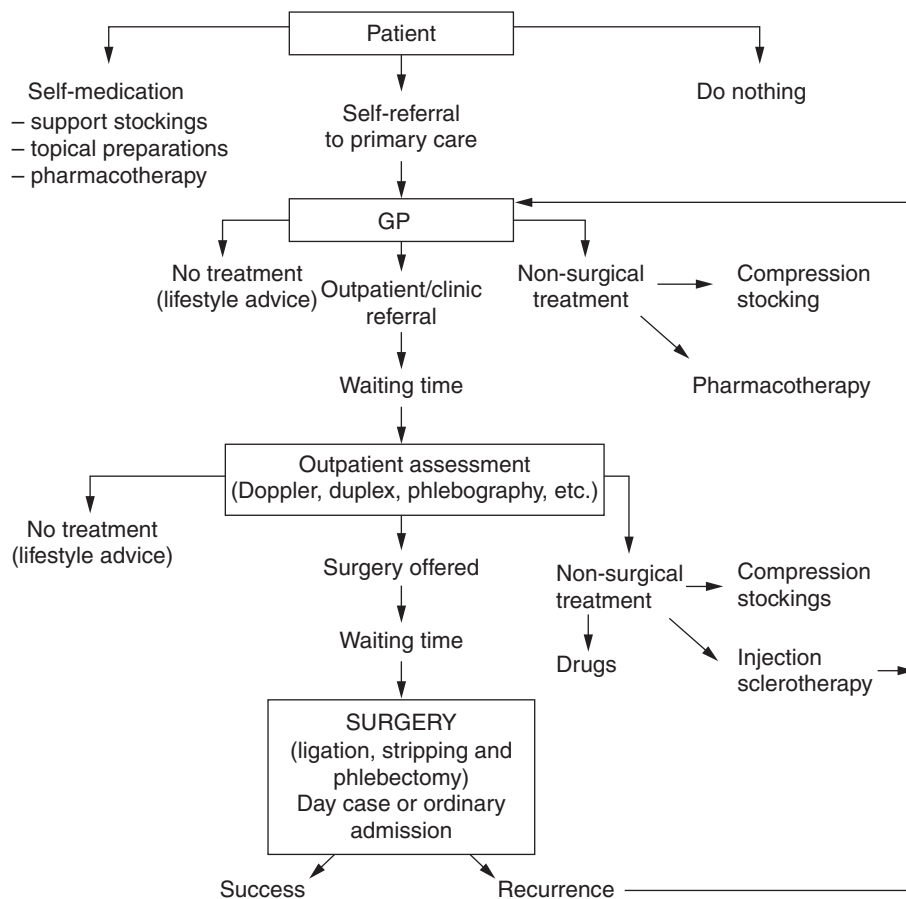 Patient
Self-medication
– support stockings
– topical preparations
– pharmacotherapy
Self-referral
to primary care
Do nothing
GP
No treatment
(lifestyle advice)
Outpatient/clinic
referral
Non-surgical
treatment
Compression
stocking
Pharmacotherapy
Waiting time
Outpatient assessment
(Doppler, duplex, phlebography, etc.)
No treatment
(lifestyle advice)
Surgery offered
Non-surgical
treatment
Compression
stockings
Drugs
Injection
sclerotherapy
Waiting time
SURGERY
(ligation, stripping and
phlebectomy)
Day case or ordinary
admission
Success
Recurrence